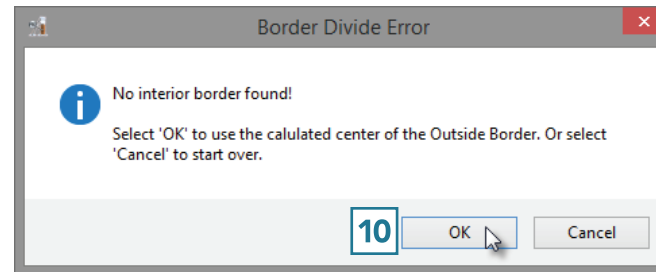 Border Divide Error
No interior border found!
Select 'OK' to use the calulated center of the Outside Border. Or select
'Cancel' to start over.
10 OK Cancel